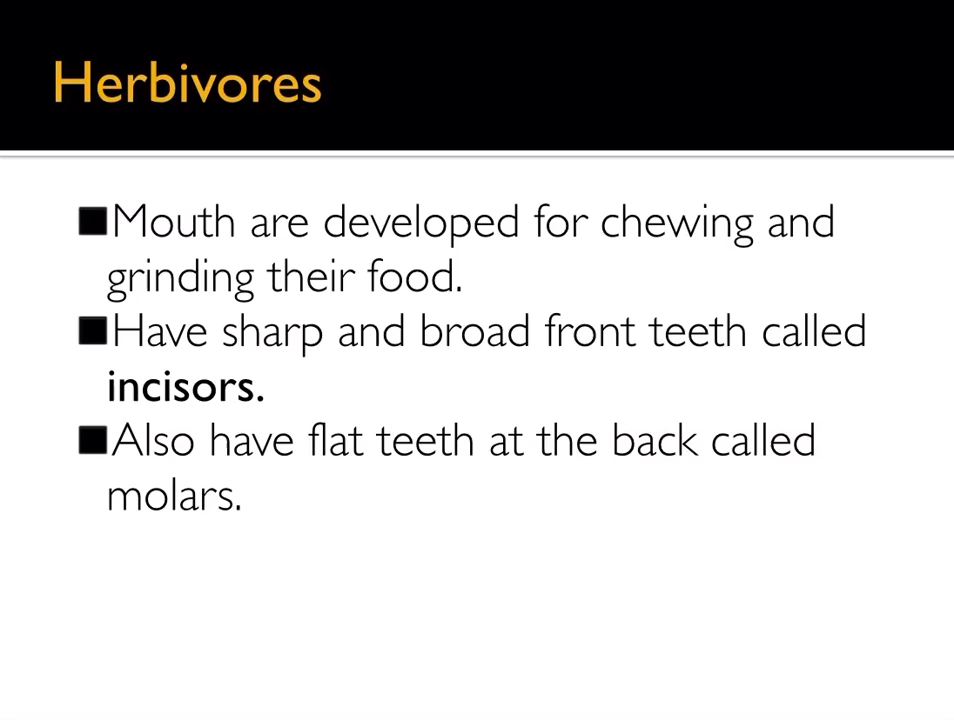 Herbivores
Mouth are developed for chewing and
grinding their food.
Have sharp and broad front teeth called
incisors.
Also have flat teeth at the back called
molars.